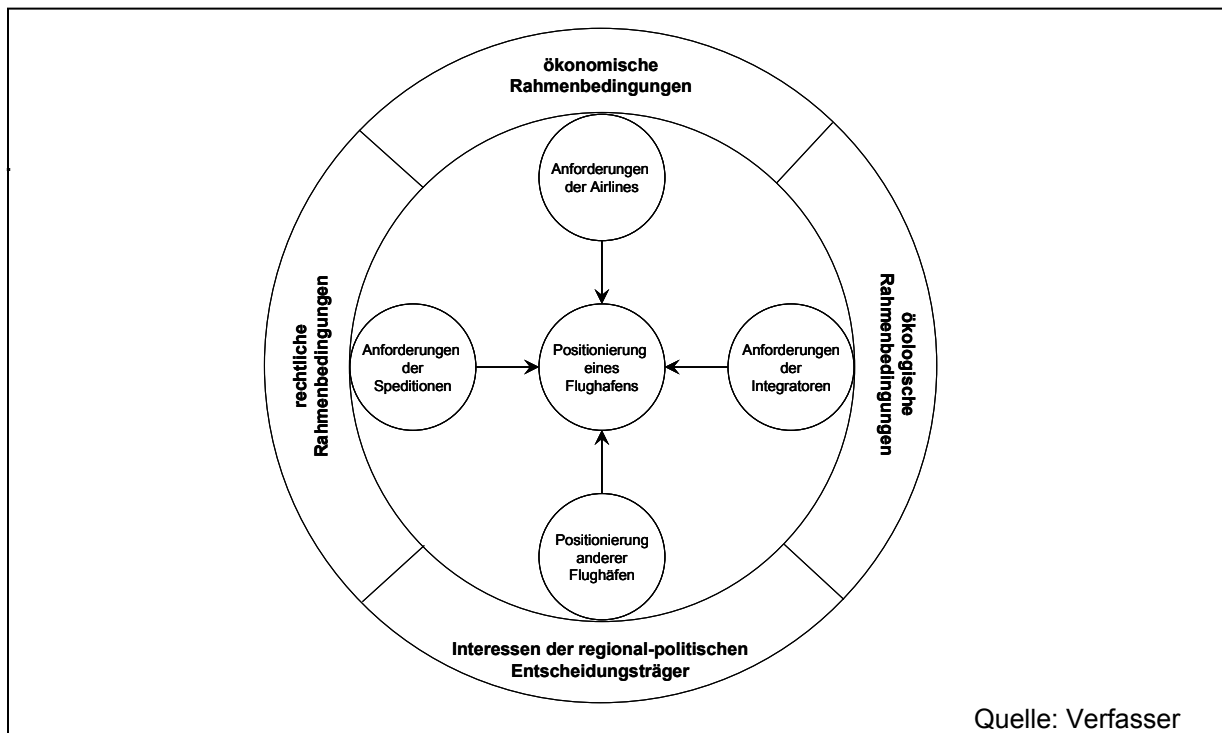 ökonomische
Rahmenbedingungen
Anforderungen
der Airlines
rechtliche
Rahmenbedingungen
Anforderungen
der
Speditionen
Positionierung
eines
Flughafens
Anforderungen
der
Integratoren
ökologische
Rahmenbedingungen
Positionierung
anderer
Flughäfen
Interessen der regional-politischen
Entscheidungsträger
Quelle: Verfasser